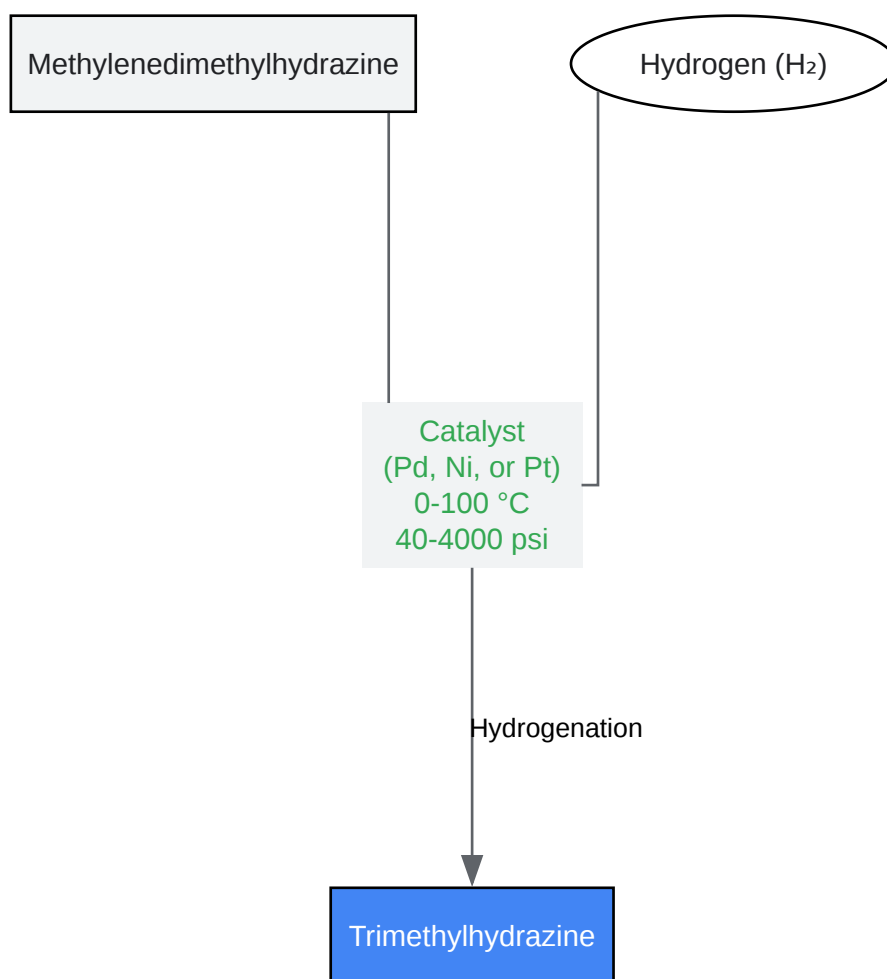 Methylenedimethylhydrazine
Hydrogen (H₂)
Catalyst
(Pd, Ni, or Pt)
0-100 °C
40-4000 psi
Hydrogenation
Trimethylhydrazine